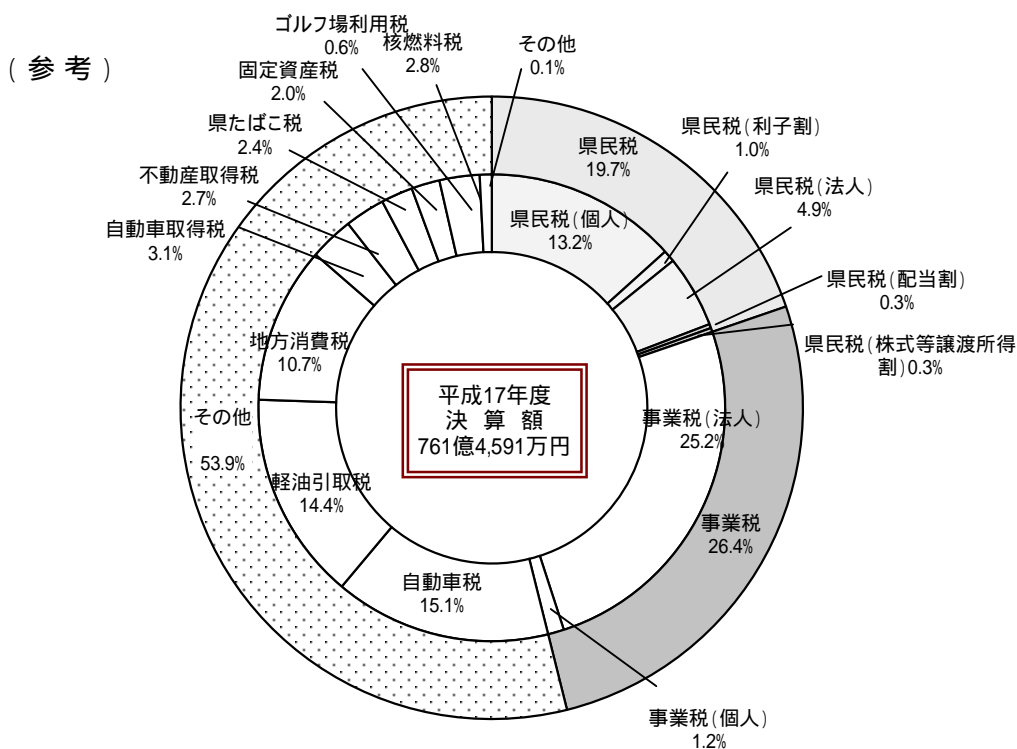 (参考)
ゴルフ場利用税
0.6%
核燃料税
2.8%
その他
0.1%
固定資産税
2.0%
県たばこ税
2.4%
不動産取得税
2.7%
自動車取得税
3.1%
県民税
19.7%
県民税(利子割)
1.0%
県民税(法人)
4.9%
県民税(個人)
13.2%
県民税(配当割)
0.3%
県民税(株式等譲渡所得
割)0.3%
地方消費税
10.7%
平成17年度
決算額
761億4,591万円
事業税(法人)
25.2%
その他
53.9%
軽油引取税
14.4%
事業税
26.4%
自動車税
15.1%
事業税(個人)
1.2%